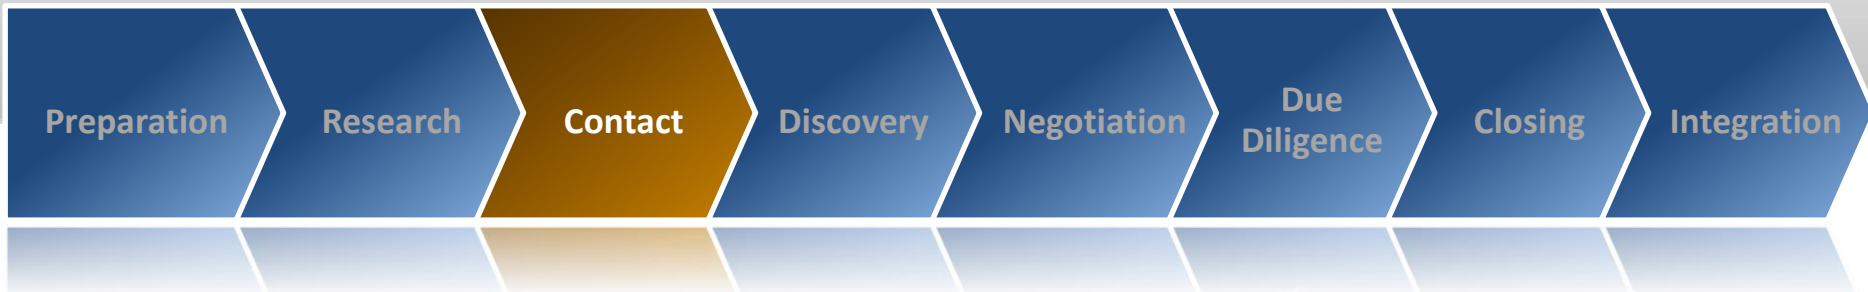 Preparation
Research
Contact
Discovery
Negotiation
Due
Diligence
Closing
Integration